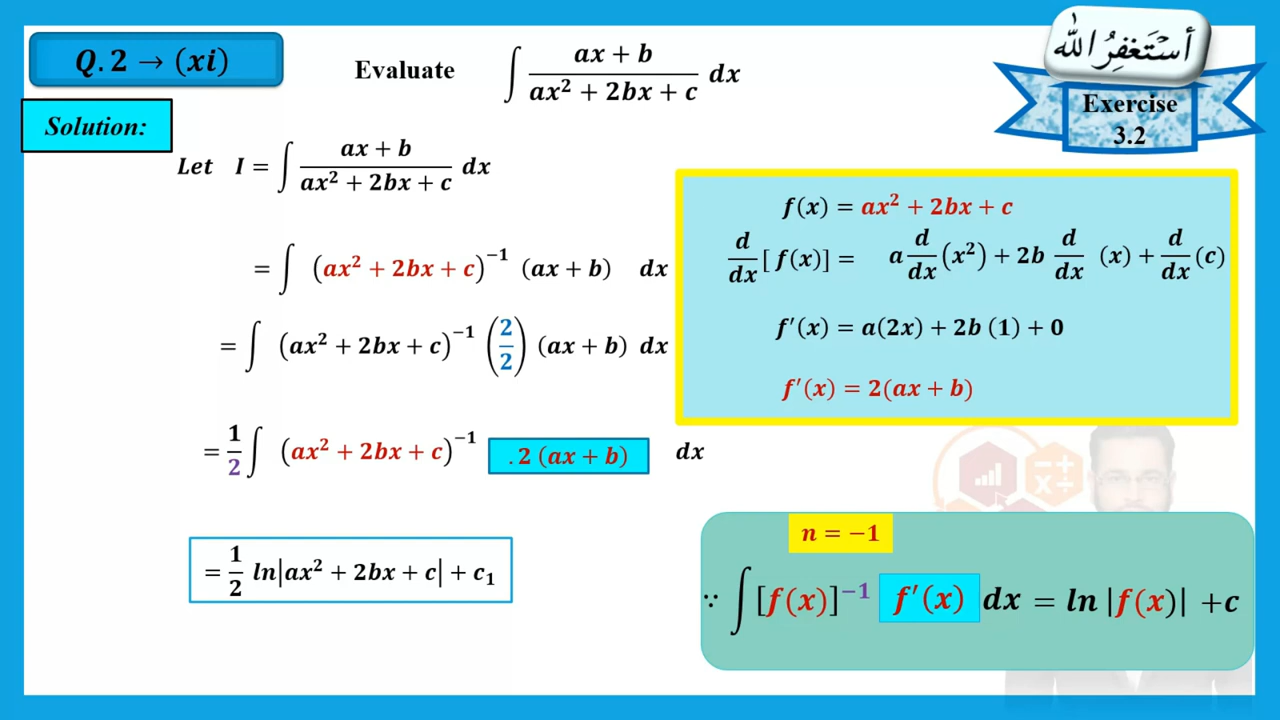 Q. 2 → (xi)
Evaluate ∫ (ax + b)/(ax² + 2bx + c) dx
أستَغفِرُ الله
Exercise
3.2
Solution:
Let I = ∫ (ax + b)/(ax² + 2bx + c) dx
= ∫ (ax² + 2bx + c)⁻¹ (ax + b) dx
= ∫ (ax² + 2bx + c)⁻¹ (2/2) (ax + b) dx
= 1/2 ∫ (ax² + 2bx + c)⁻¹ . 2 (ax + b) dx
= 1/2 ln|ax² + 2bx + c| + c₁
f(x) = ax² + 2bx + c
d/dx [ f(x)] = a d/dx (x²) + 2b d/dx (x) + d/dx (c)
f′(x) = a(2x) + 2b (1) + 0
f′(x) = 2(ax + b)
n = −1
∵ ∫ [f(x)]⁻¹ f′(x) dx = ln |f(x)| +c